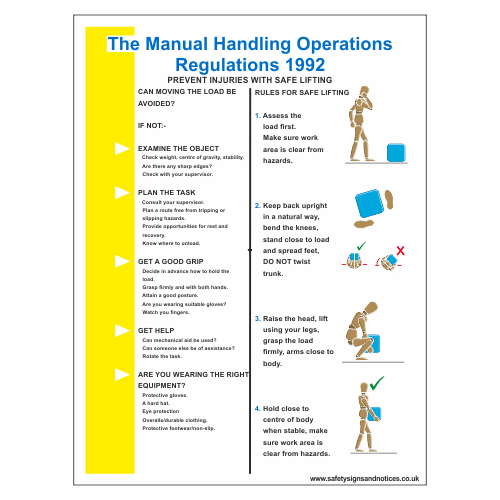 The Manual Handling Operations
Regulations 1992
PREVENT INJURIES WITH SAFE LIFTING
CAN MOVING THE LOAD BE
AVOIDED?
IF NOT:-
EXAMINE THE OBJECT
Check weight, centre of gravity, stability.
Are there any sharp edges?
Check with your supervisor.
PLAN THE TASK
Consult your supervisor.
Plan a route free from tripping or
slipping hazards.
Provide opportunities for rest and
recovery.
Know where to unload.
GET A GOOD GRIP
Decide in advance how to hold the
load.
Grasp firmly and with both hands.
Attain a good posture.
Are you wearing suitable gloves?
Watch you fingers.
GET HELP
Can mechanical aid be used?
Can someone else be of assistance?
Rotate the task.
ARE YOU WEARING THE RIGHT
EQUIPMENT?
Protective gloves.
A hard hat.
Eye protection
Overalls/durable clothing.
Protective footwear/non-slip.
RULES FOR SAFE LIFTING
1. Assess the
load first.
Make sure work
area is clear from
hazards.
2. Keep back upright
in a natural way,
bend the knees,
stand close to load
and spread feet,
DO NOT twist
trunk.
3. Raise the head, lift
using your legs,
grasp the load
firmly, arms close to
body.
4. Hold close to
centre of body
when stable, make
sure work area is
clear from hazards.
www.safetysignsandnotices.co.uk